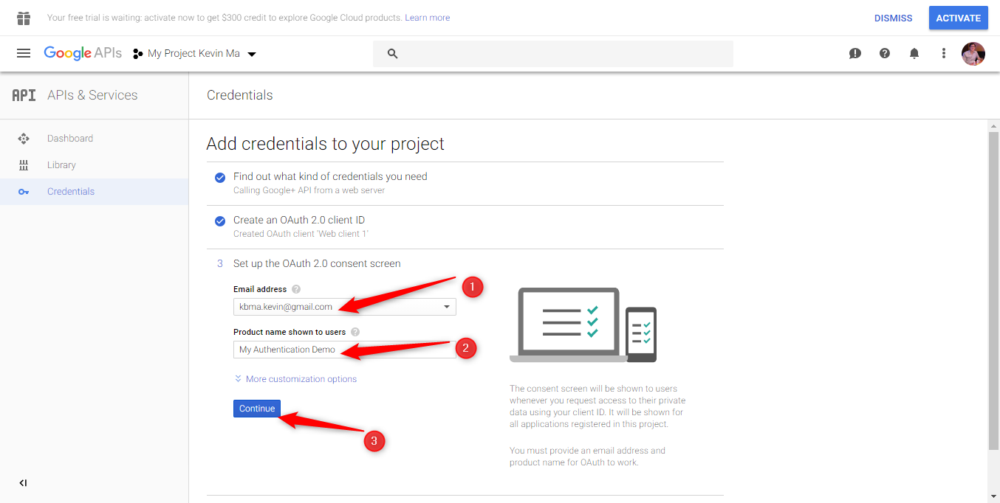 Your free trial is waiting: activate now to get $300 credit to explore Google Cloud products. Learn more
DISMISS
ACTIVATE
Google APIs
My Project Kevin Ma
API
APIs & Services
Credentials
Dashboard
Library
Credentials
Add credentials to your project
Find out what kind of credentials you need
Calling Google+ API from a web server
Create an OAuth 2.0 client ID
Created OAuth client 'Web client 1'
3 Set up the OAuth 2.0 consent screen
Email address ?
1
kbma.kevin@gmail.com
Product name shown to users ?
2
My Authentication Demo
More customization options
Continue
3
The consent screen will be shown to users
whenever you request access to their private
data using your client ID. It will be shown for
all applications registered in this project.
You must provide an email address and
product name for OAuth to work.